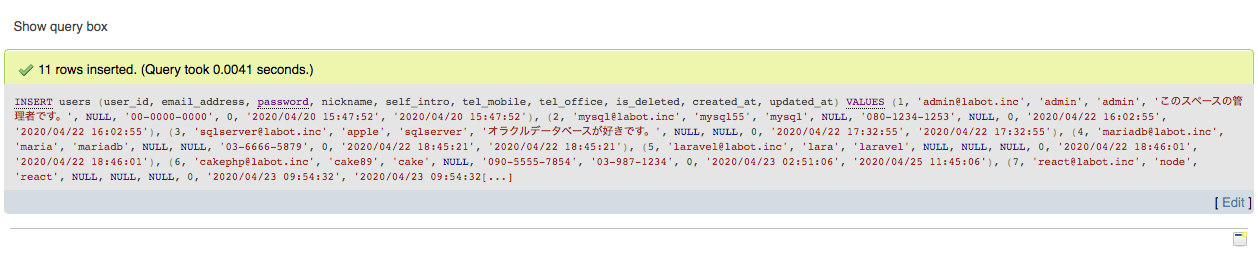 Show query box
11 rows inserted. (Query took 0.0041 seconds.)
INSERT users (user_id, email_address, password, nickname, self_intro, tel_mobile, tel_office, is_deleted, created_at, updated_at) VALUES (1, 'admin@labot.inc', 'admin', 'admin', 'このスペースの管
理者です。', NULL, '00-0000-0000', 0, '2020/04/20 15:47:52', '2020/04/20 15:47:52'), (2, 'mysql@labot.inc', 'mysql55', 'mysql', NULL, '080-1234-1253', NULL, 0, '2020/04/22 16:02:55',
'2020/04/22 16:02:55'), (3, 'sqlserver@labot.inc', 'apple', 'sqlserver', 'オラクルデータベースが好きです。', NULL, NULL, 0, '2020/04/22 17:32:55', '2020/04/22 17:32:55'), (4, 'mariadb@labot.inc',
'maria', 'mariadb', NULL, NULL, '03-6666-5879', 0, '2020/04/22 18:45:21', '2020/04/22 18:45:21'), (5, 'laravel@labot.inc', 'lara', 'laravel', NULL, NULL, NULL, 0, '2020/04/22 18:46:01',
'2020/04/22 18:46:01'), (6, 'cakephp@labot.inc', 'cake89', 'cake', NULL, '090-5555-7854', '03-987-1234', 0, '2020/04/23 02:51:06', '2020/04/25 11:45:06'), (7, 'react@labot.inc', 'node',
'react', NULL, NULL, NULL, 0, '2020/04/23 09:54:32', '2020/04/23 09:54:32[...]
[ Edit ]